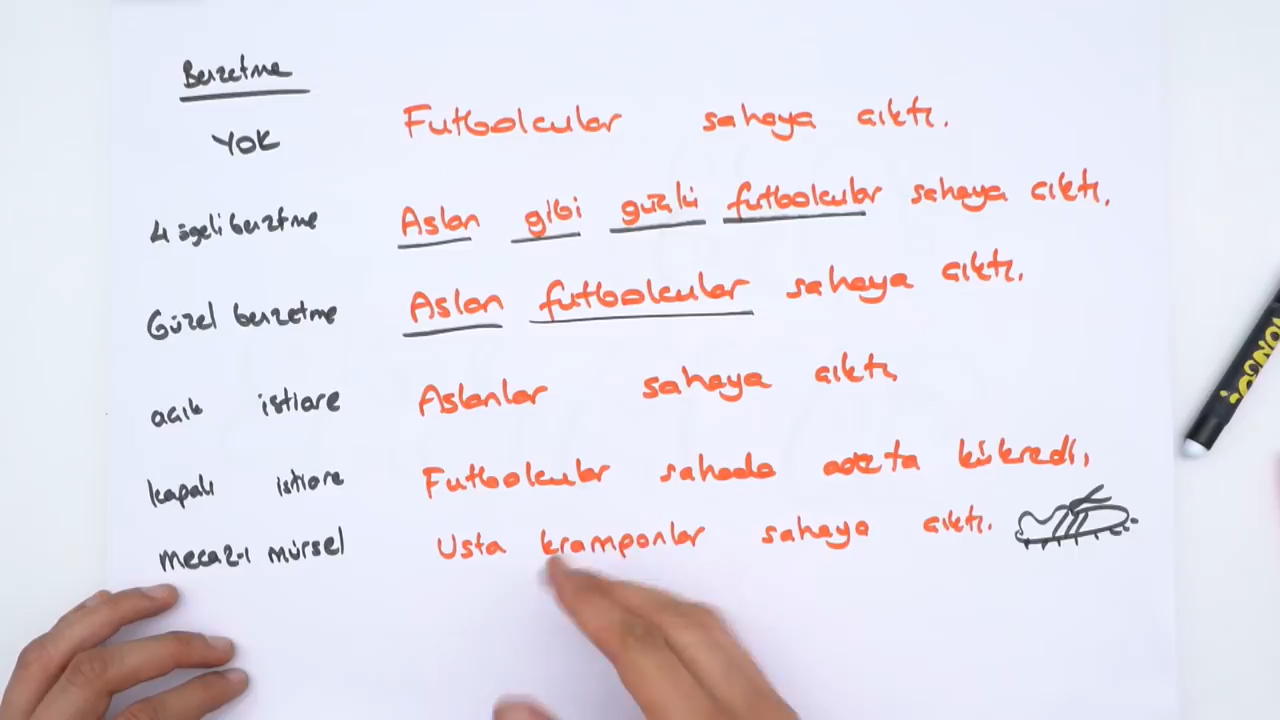 Benzetme
Yok Futbolcular sahaya çıktı.
4 ögeli benzetme Aslan gibi güçlü futbolcular sahaya çıktı.
Güzel benzetme Aslan futbolcular sahaya çıktı.
açık istiare Aslanlar sahaya çıktı
kapalı istiare Futbolcular sahada adeta kükredi.
mecaz-ı mürsel Usta kramponlar sahaya çıktı.